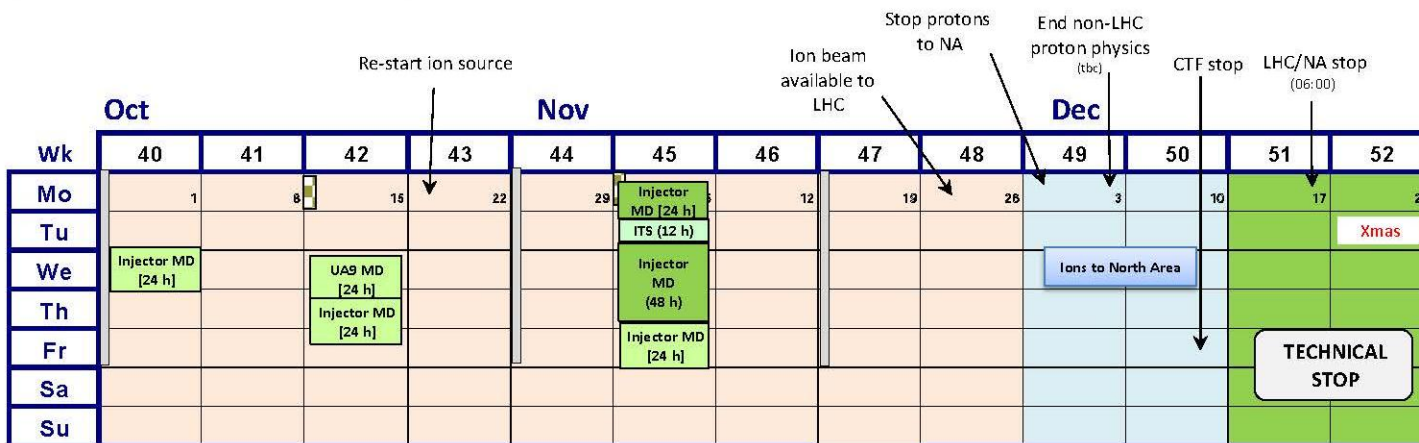 Stop protons
to NA
End non-LHC
proton physics
(tbc)
Re-start ion source
Ion beam
available to
LHC
CTF stop
LHC/NA stop
(06:00)
Oct Nov Dec
Wk 40 41 42 43 44 45 46 47 48 49 50 51 52
Mo 1 8 15 22 29 12 19 26 3 10 17
Injector
MD [24 h]
Tu ITS (12 h) Xmas
We
Injector MD
[24 h]
UA9 MD
[24 h]
Injector
MD
(48 h)
Ions to North Area
Th
Injector MD
[24 h]
Fr
Injector MD
[24 h]
TECHNICAL
STOP
Sa
Su